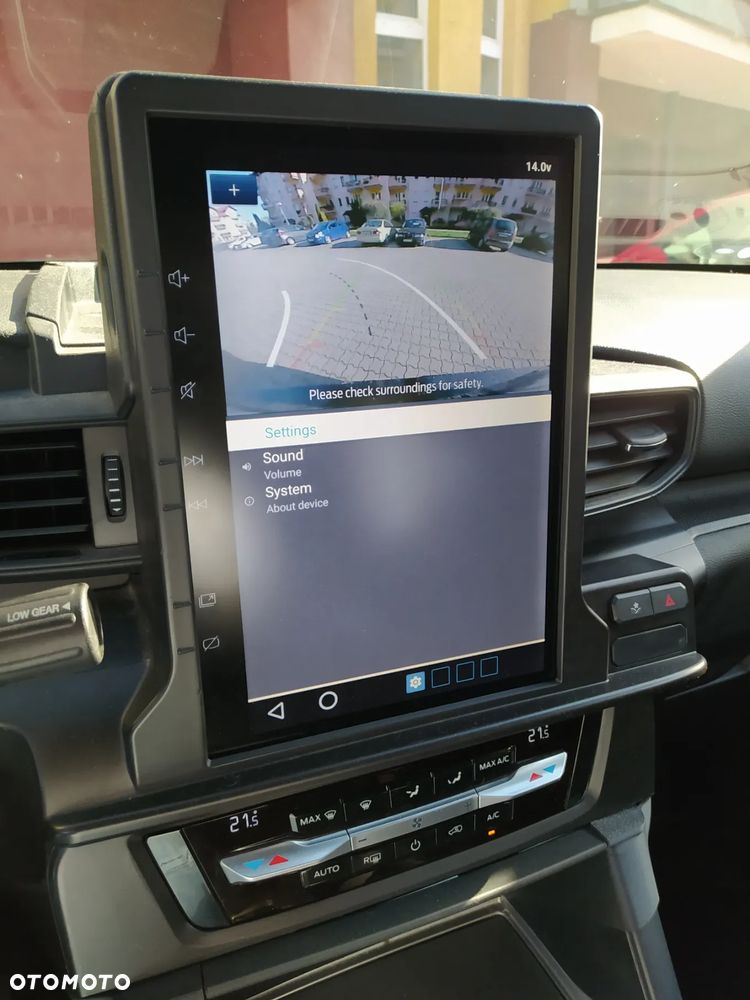 14.0v
+
Please check surroundings for safety.
Settings
Sound
Volume
System
About device
LOW GEAR
21.5
MAX A/C
21.5
MAX
A/C
AUTO
R
OTOMOTO